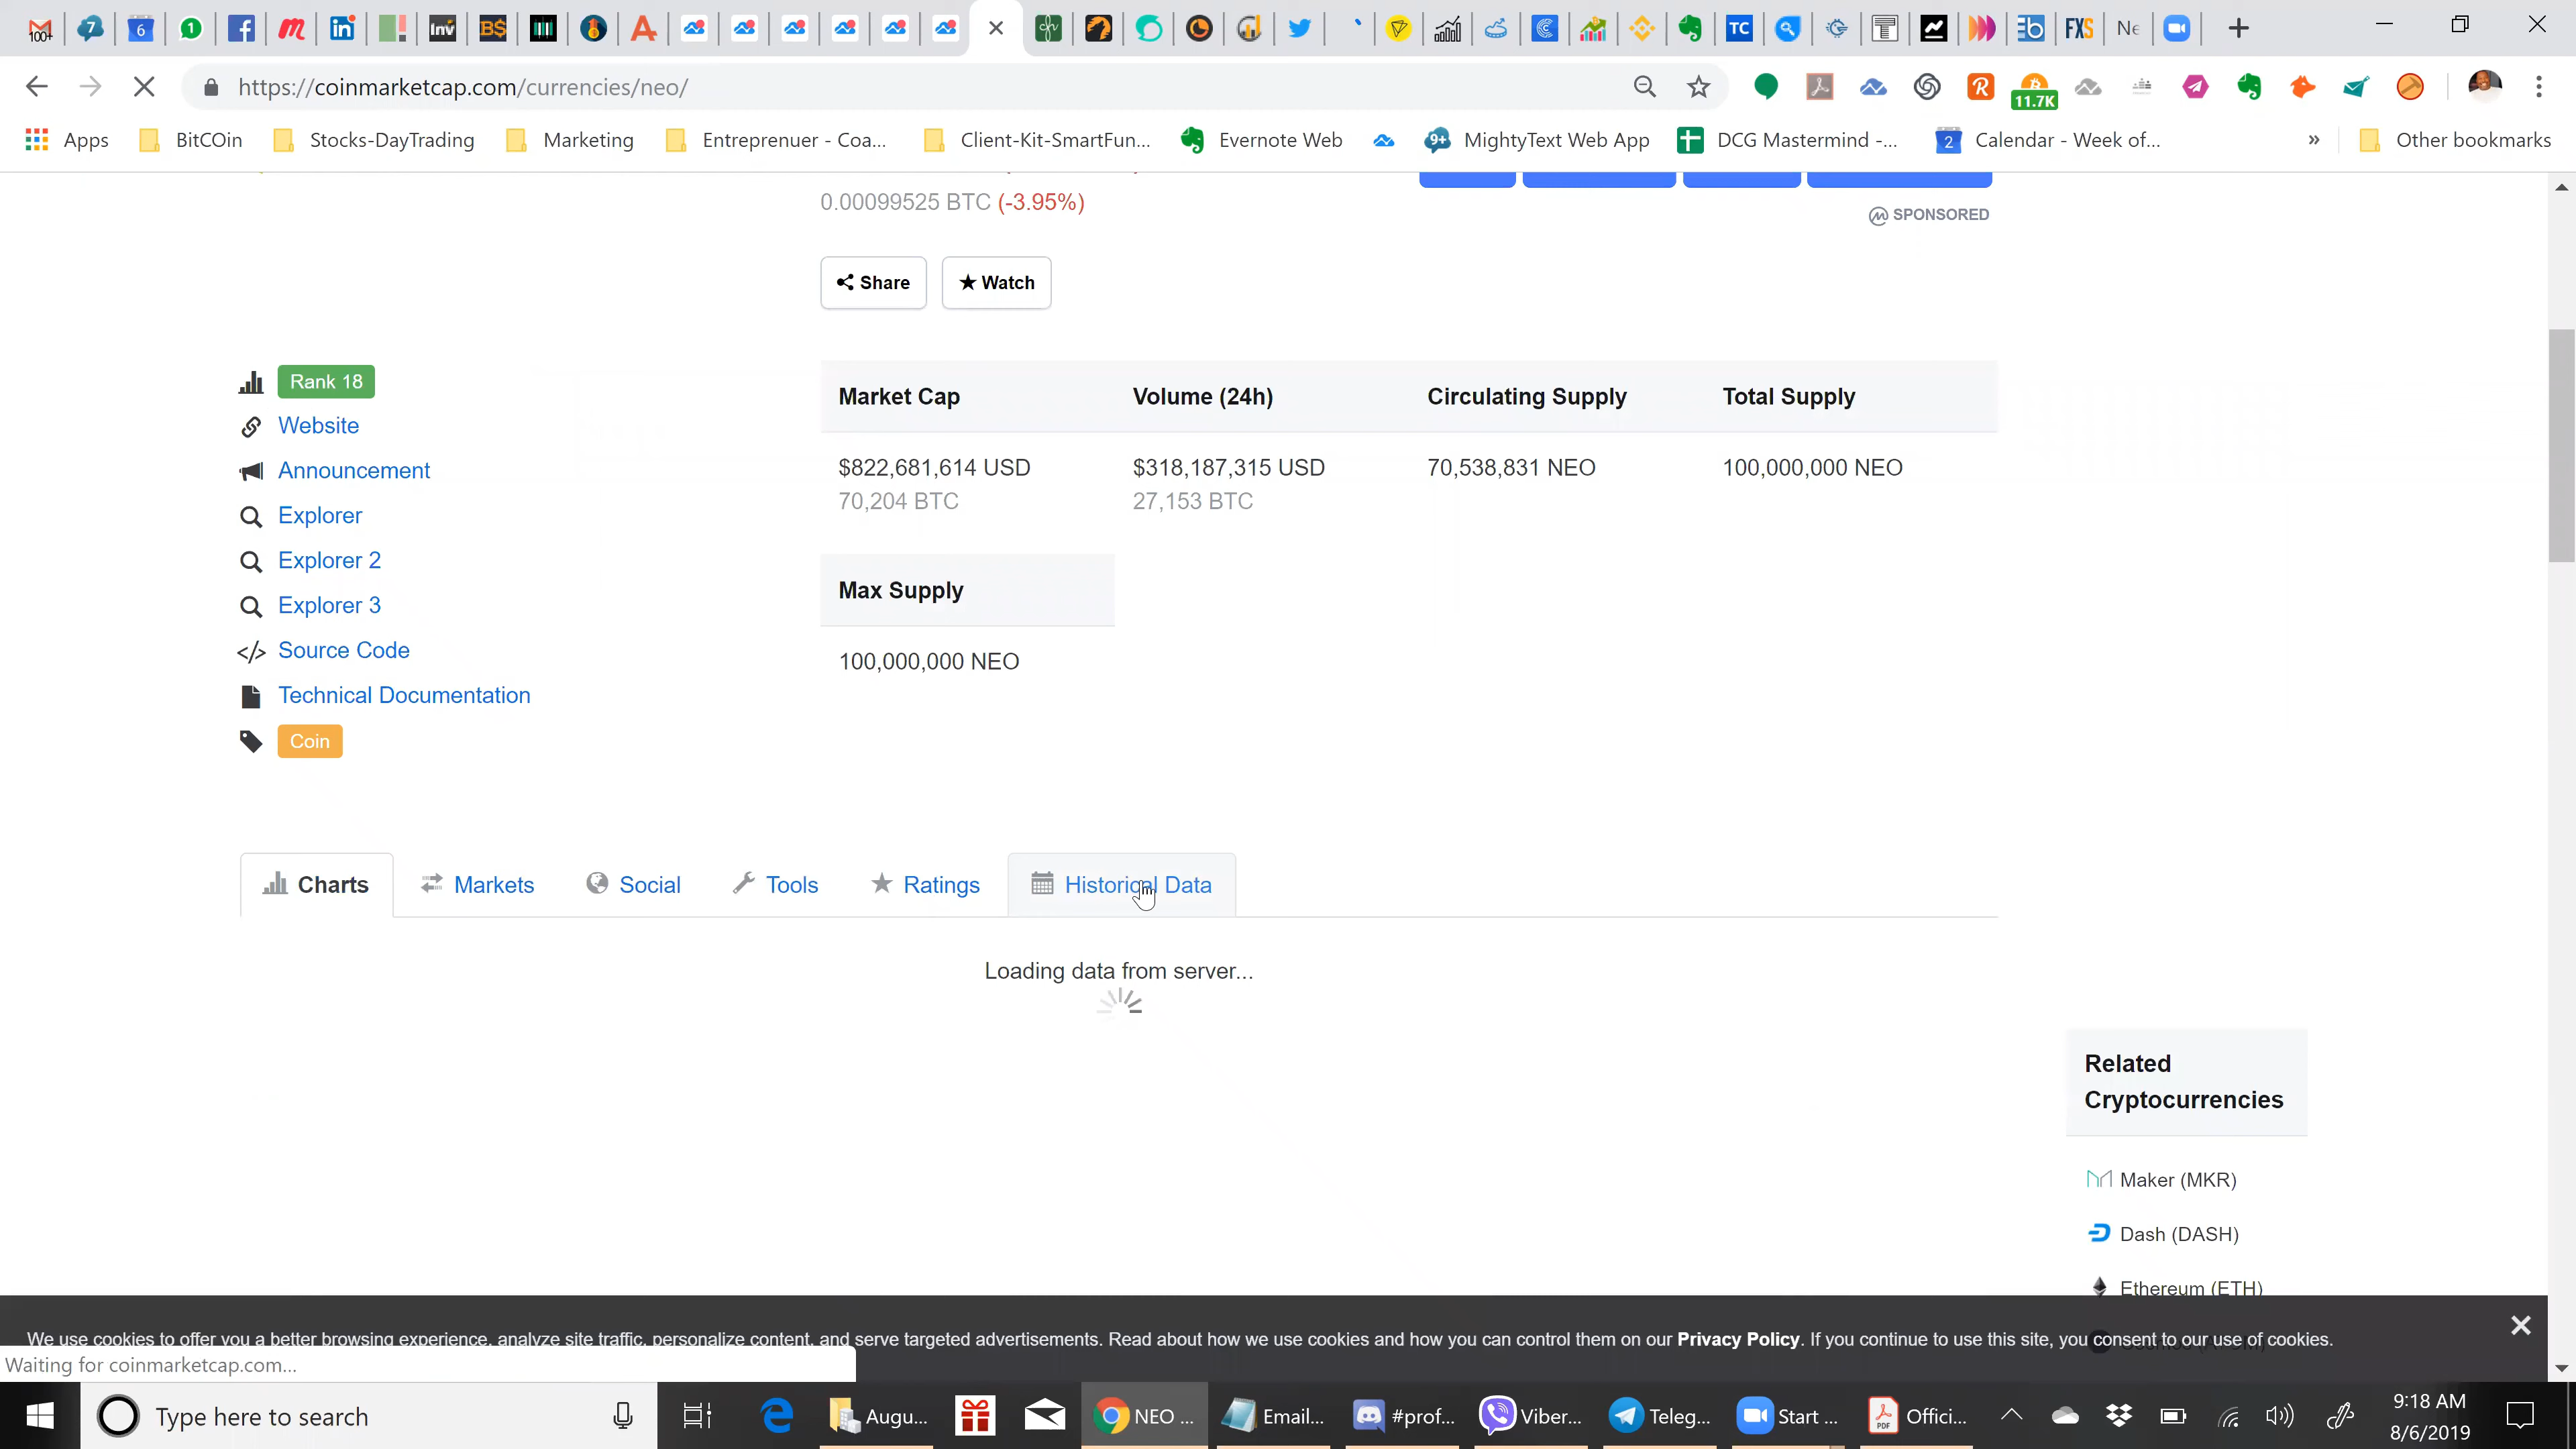 https://coinmarketcap.com/currencies/neo/
11.7K
Apps BitCOin Stocks-DayTrading Marketing Entreprenuer - Coa... Client-Kit-SmartFun... Evernote Web MightyText Web App DCG Mastermind -... Calendar - Week of... » Other bookmarks
0.00099525 BTC (-3.95%)
SPONSORED
Share Watch
Rank 18
Website
Announcement
Explorer
Explorer 2
Explorer 3
Source Code
Technical Documentation
Coin
Market Cap Volume (24h) Circulating Supply Total Supply
$822,681,614 USD $318,187,315 USD 70,538,831 NEO 100,000,000 NEO
70,204 BTC 27,153 BTC
Max Supply
100,000,000 NEO
Charts Markets Social Tools Ratings Historical Data
Loading data from server...
Related
Cryptocurrencies
Maker (MKR)
Dash (DASH)
Ethereum (ETH)
We use cookies to offer you a better browsing experience, analyze site traffic, personalize content, and serve targeted advertisements. Read about how we use cookies and how you can control them on our Privacy Policy. If you continue to use this site, you consent to our use of cookies.
Waiting for coinmarketcap.com...
Type here to search Augu... NEO ... Email... #prof... Viber... Teleg... Start ... Offici... 9:18 AM
8/6/2019